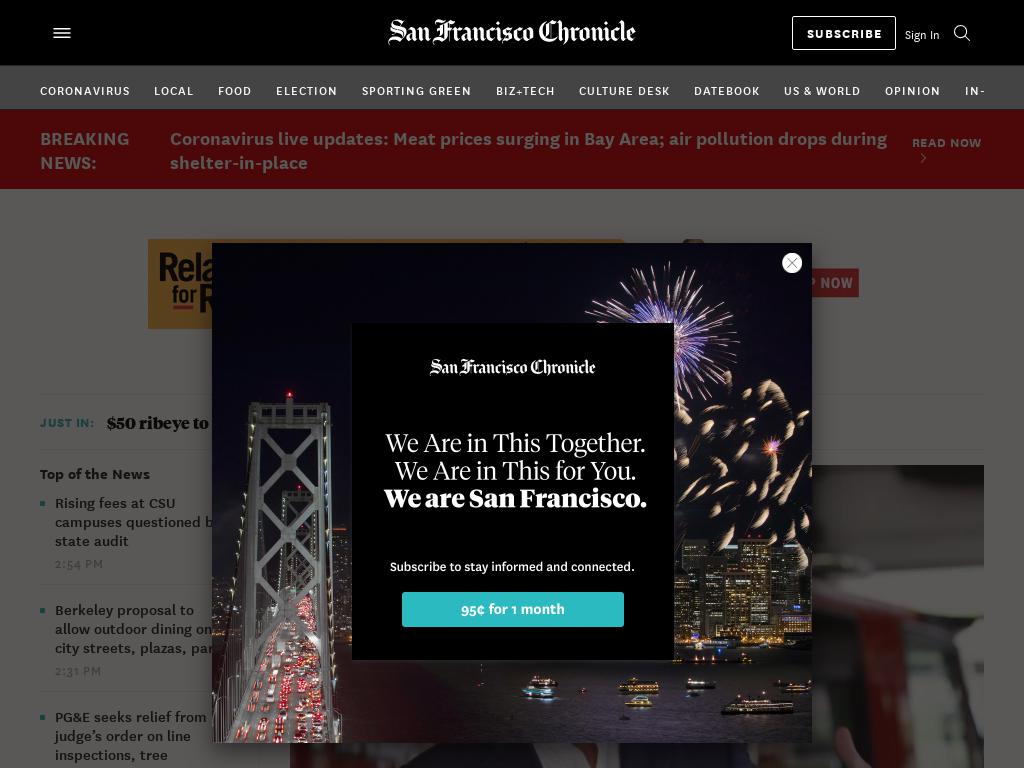 San Francisco Chronicle
SUBSCRIBE
Sign In
CORONAVIRUS LOCAL FOOD ELECTION SPORTING GREEN BIZ+TECH CULTURE DESK DATEBOOK US & WORLD OPINION IN-
BREAKING NEWS:
Coronavirus live updates: Meat prices surging in Bay Area; air pollution drops during
shelter-in-place
READ NOW
Rela
for R
NOW
San Francisco Chronicle
We Are in This Together.
We Are in This for You.
We are San Francisco.
Subscribe to stay informed and connected.
95¢ for 1 month
JUST IN: $50 ribeye to
Top of the News
Rising fees at CSU
campuses questioned b
state audit
2:54 PM
Berkeley proposal to
allow outdoor dining on
city streets, plazas, par
2:31 PM
PG&E seeks relief from
judge's order on line
inspections, tree